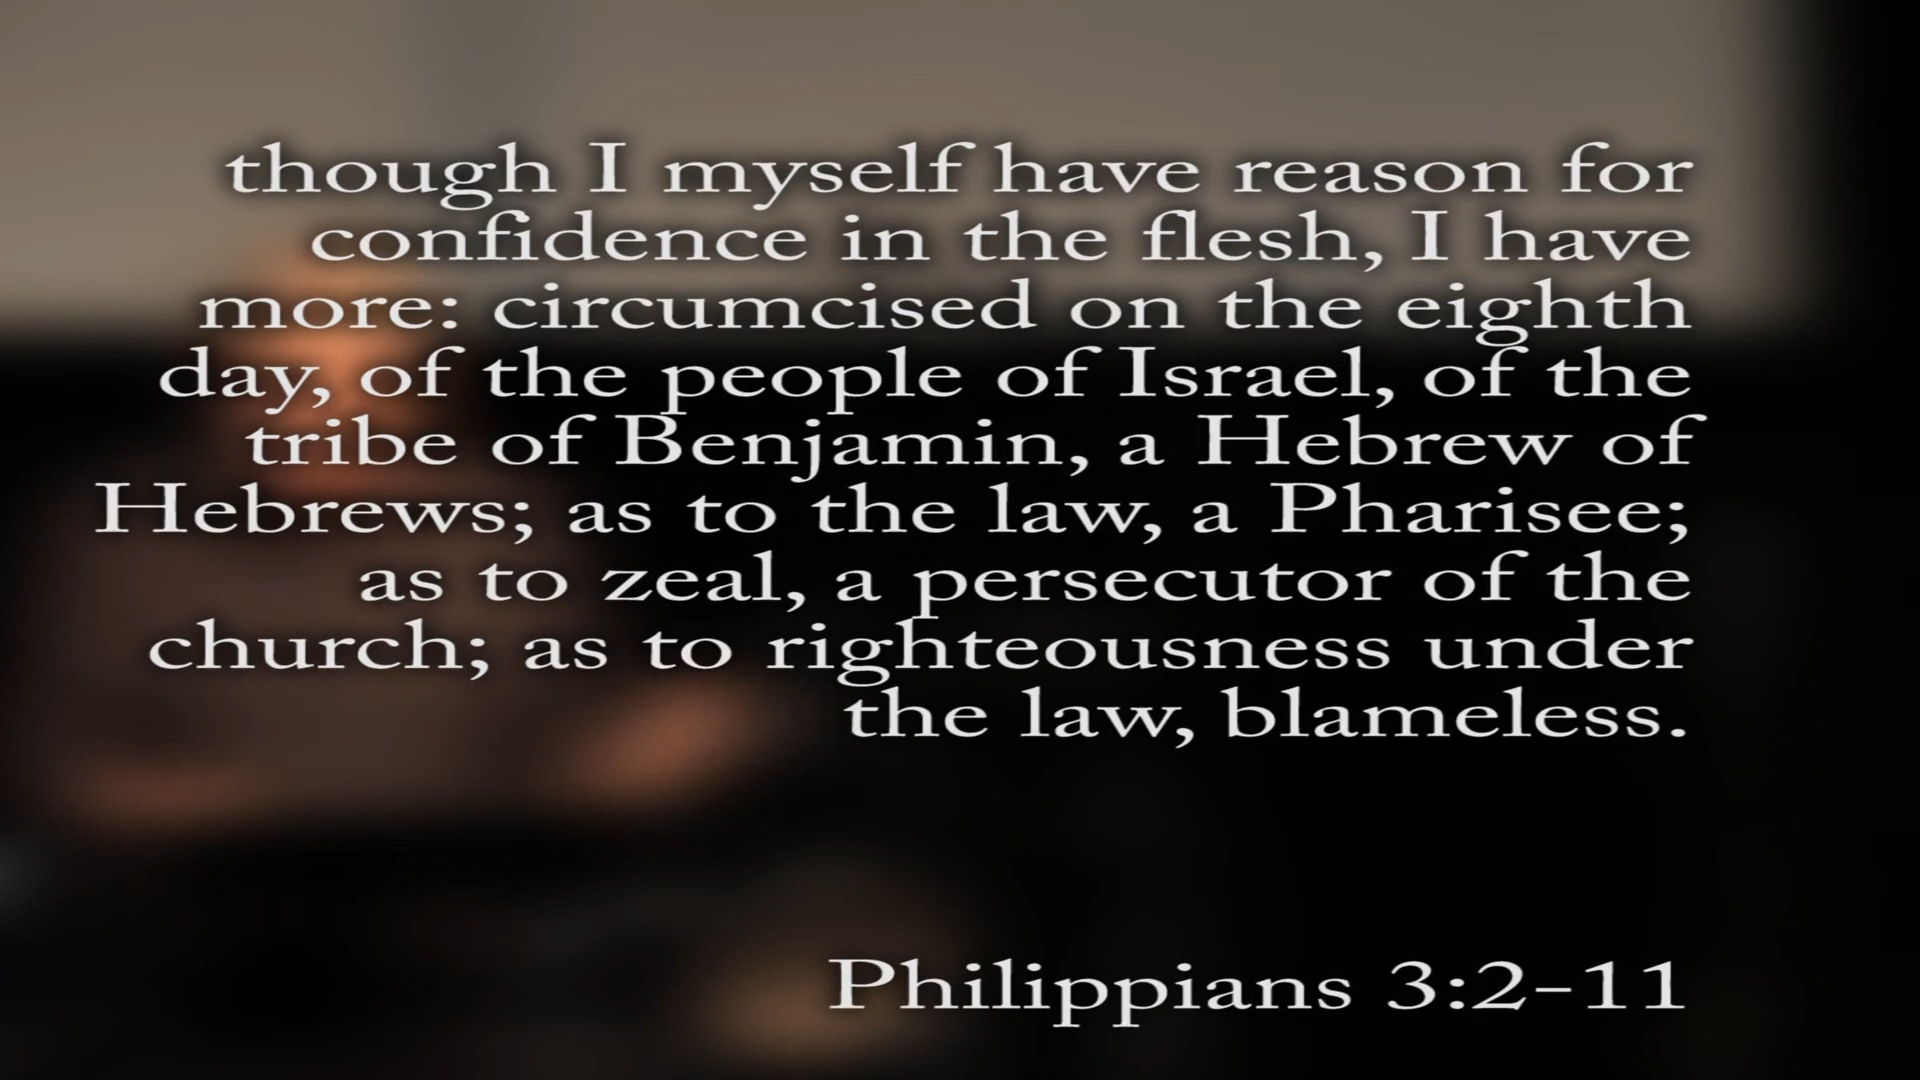 though I myself have reason for
confidence in the flesh, I have
more: circumcised on the eighth
day, of the people of Israel, of the
tribe of Benjamin, a Hebrew of
Hebrews; as to the law, a Pharisee;
as to zeal, a persecutor of the
church; as to righteousness under
the law, blameless.
Philippians 3:2–11